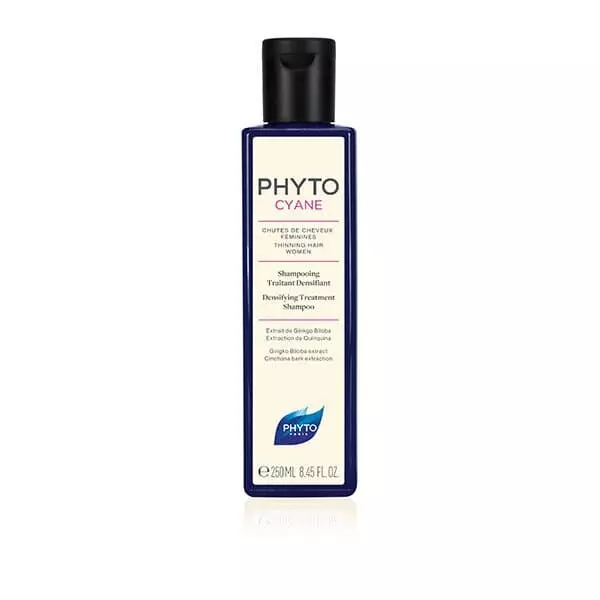 PHYTO
CYANE
CHUTES DE CHEVEUX
FÉMININES
THINNING HAIR
WOMEN
Shampooing
Traitant Densifiant
Densifying Treatment
Shampoo
Extrait de Ginkgo Biloba
Extraction de Quinquina
Gingko Biloba extract
Cinchona bark extraction
PHYTO
PARIS
e 250ML 8.45 FL. OZ.